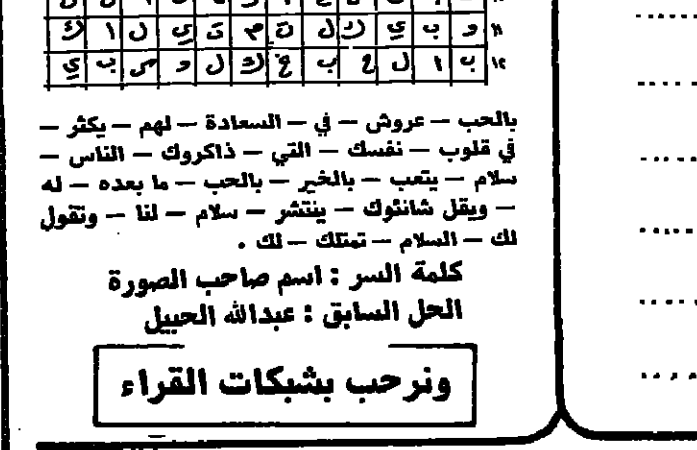 و ب ي ك ل ق م ق ي ل ا ك ١١
ب ا ل ح ب خ ك ل و ص ب ي ١٢
بالحب – عروش – في – السعادة – لهم – يكثر –
في قلوب – نفسك – التي – ذاكروك – الناس –
سلام – يتعب – بالخير – بالحب – ما بعده – له
– ويقل شانئوك – ينتشر – سلام – لنا – وتقول
لك – السلام – تمتلك – لك .
كلمة السر : اسم صاحب الصورة
الحل السابق : عبدالله الحبيل
ونرحب بشبكات القراء